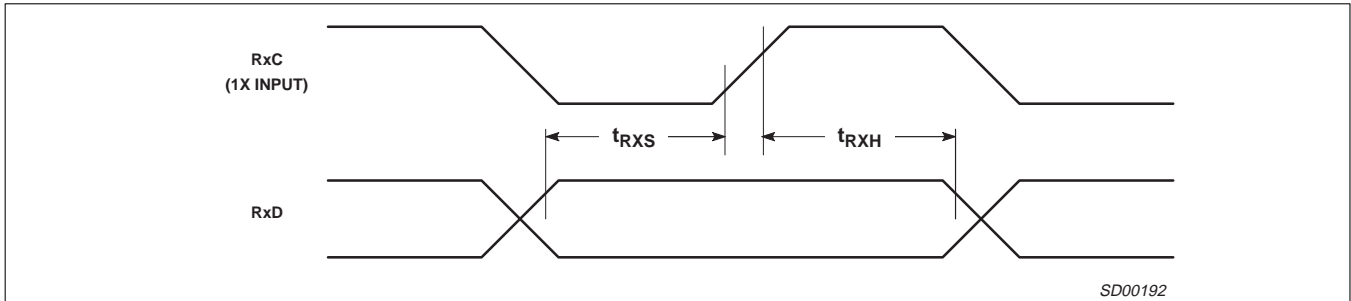 RxC
(1X INPUT)
tRXS
tRXH
RxD
SD00192